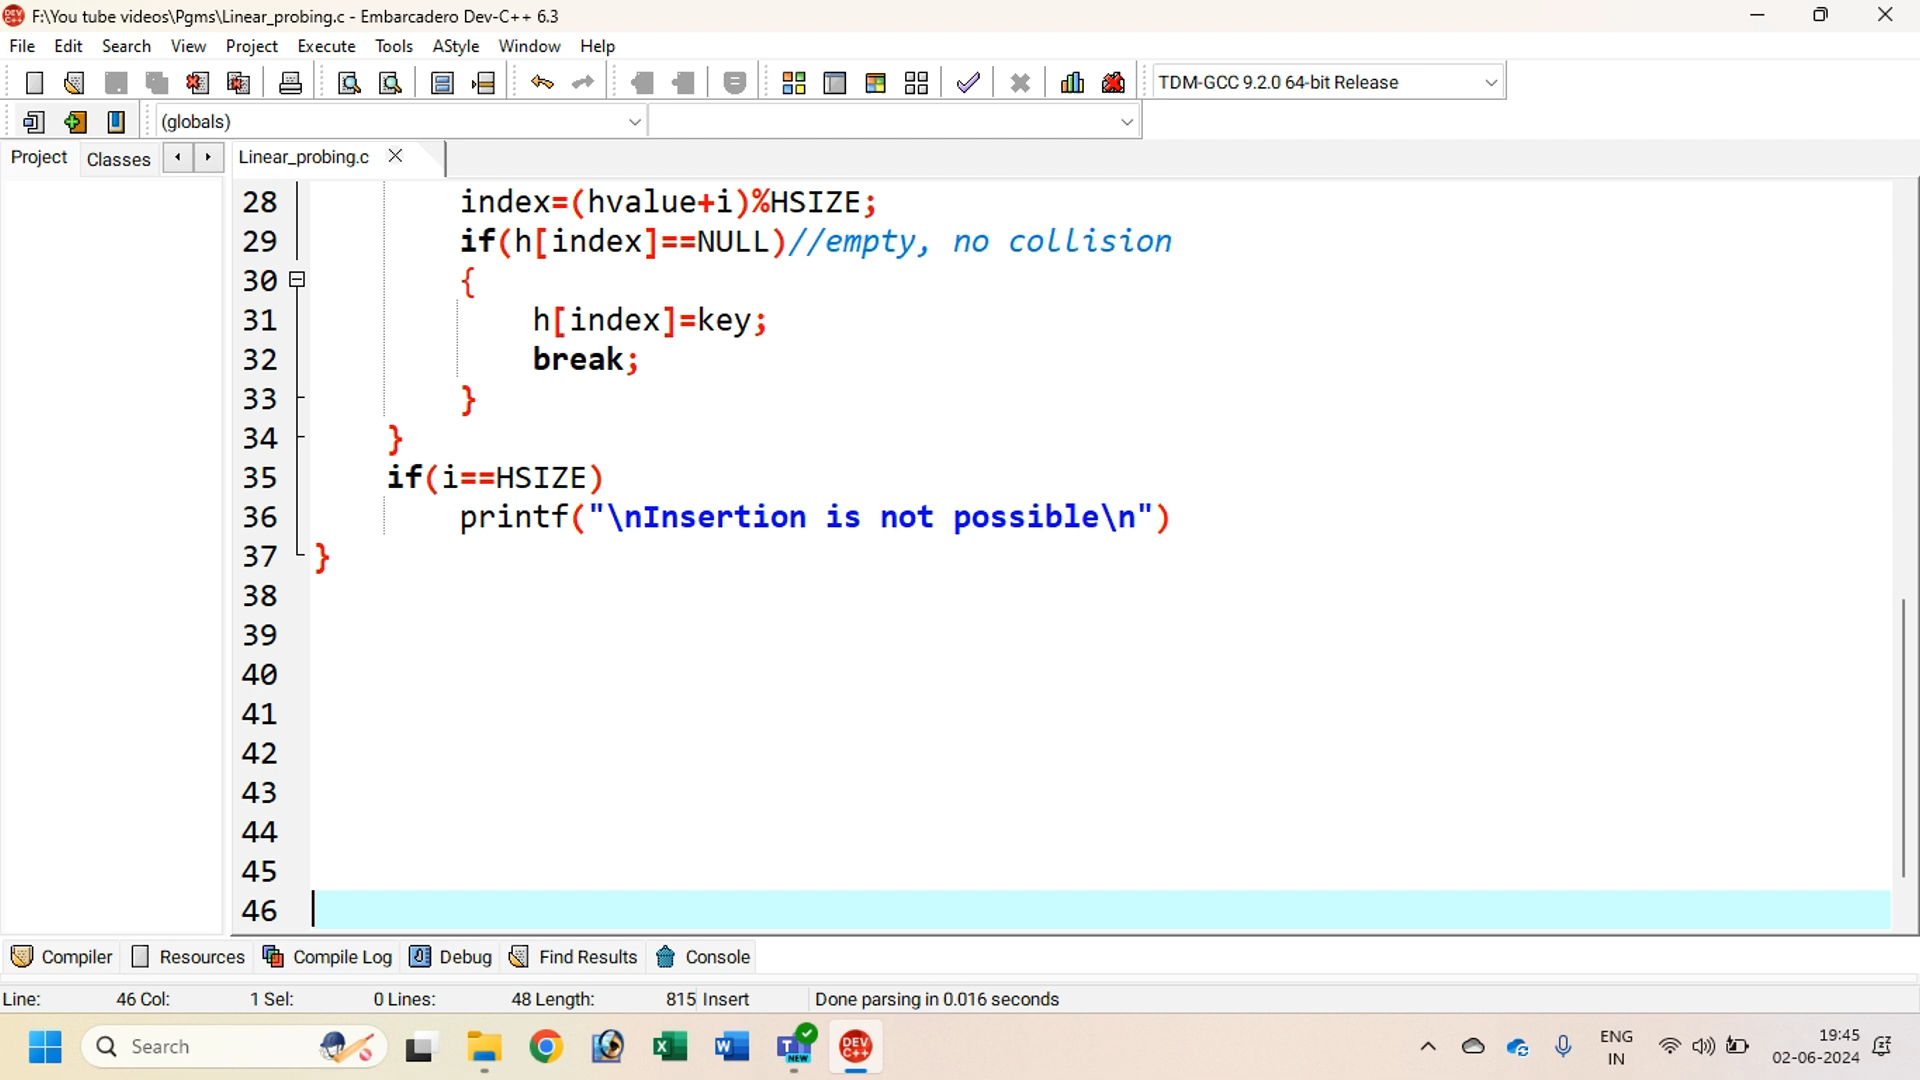 F:\You tube videos\Pgms\Linear_probing.c - Embarcadero Dev-C++ 6.3
File Edit Search View Project Execute Tools AStyle Window Help
TDM-GCC 9.2.0 64-bit Release
(globals)
Project Classes Linear_probing.c
28 index=(hvalue+i)%HSIZE;
29 if(h[index]==NULL)//empty, no collision
30 {
31 h[index]=key;
32 break;
33 }
34 }
35 if(i==HSIZE)
36 printf("\nInsertion is not possible\n")
37 }
38
39
40
41
42
43
44
45
46
Compiler Resources Compile Log Debug Find Results Console
Line: 46 Col: 1 Sel: 0 Lines: 48 Length: 815 Insert Done parsing in 0.016 seconds
Search
NEW
DEV C++
ENG
IN
19:45
02-06-2024